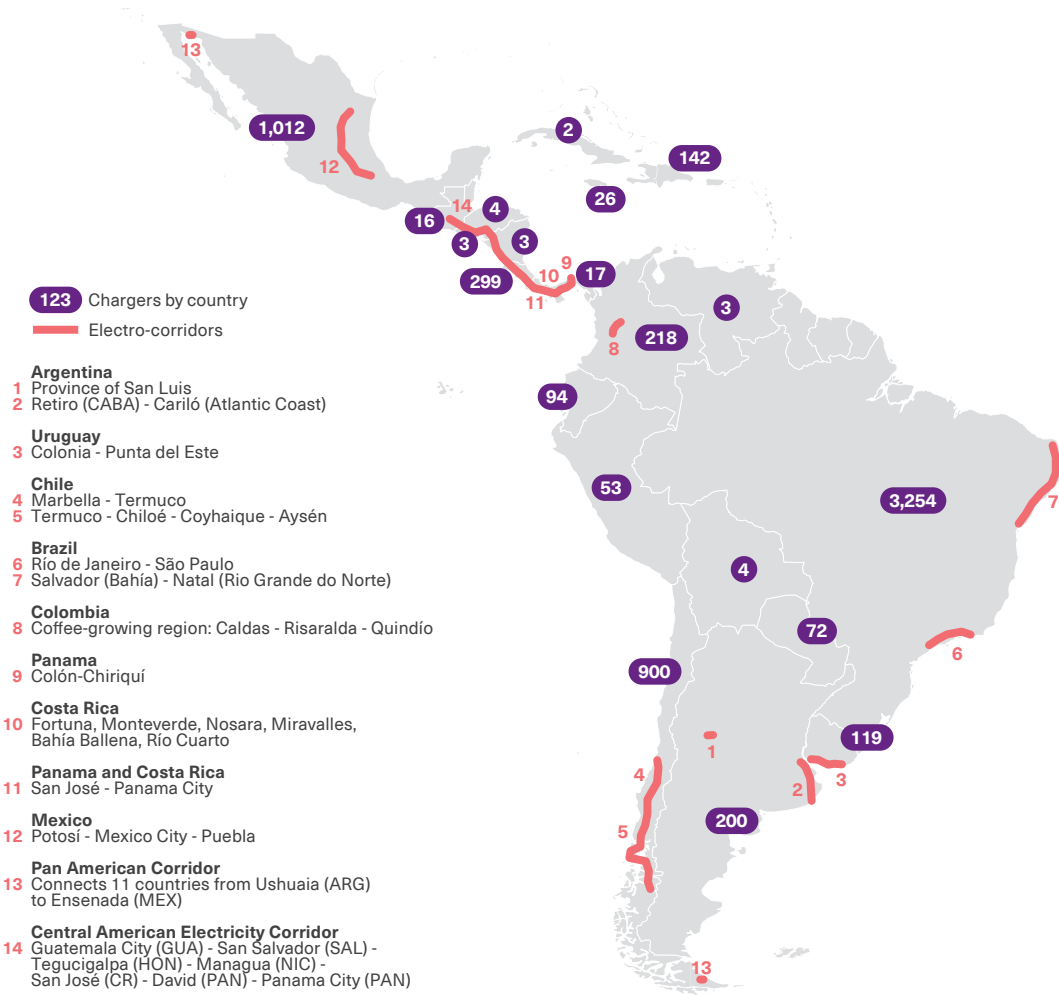 13
1,012
12
2
142
26
14
4
16
3
3
299
10
9
17
11
123 Chargers by country
Electro-corridors
3
218
8
94
53
3,254
7
4
72
6
900
119
1
4
2
3
5
200
13
Argentina
1 Province of San Luis
2 Retiro (CABA) - Cariló (Atlantic Coast)
Uruguay
3 Colonia - Punta del Este
Chile
4 Marbella - Termuco
5 Termuco - Chiloé - Coyhaique - Aysén
Brazil
6 Río de Janeiro - São Paulo
7 Salvador (Bahía) - Natal (Rio Grande do Norte)
Colombia
8 Coffee-growing region: Caldas - Risaralda - Quindío
Panama
9 Colón-Chiriquí
Costa Rica
10 Fortuna, Monteverde, Nosara, Miravalles,
Bahía Ballena, Río Cuarto
Panama and Costa Rica
11 San José - Panama City
Mexico
12 Potosí - Mexico City - Puebla
Pan American Corridor
13 Connects 11 countries from Ushuaia (ARG)
to Ensenada (MEX)
Central American Electricity Corridor
14 Guatemala City (GUA) - San Salvador (SAL) -
Tegucigalpa (HON) - Managua (NIC) -
San José (CR) - David (PAN) - Panama City (PAN)